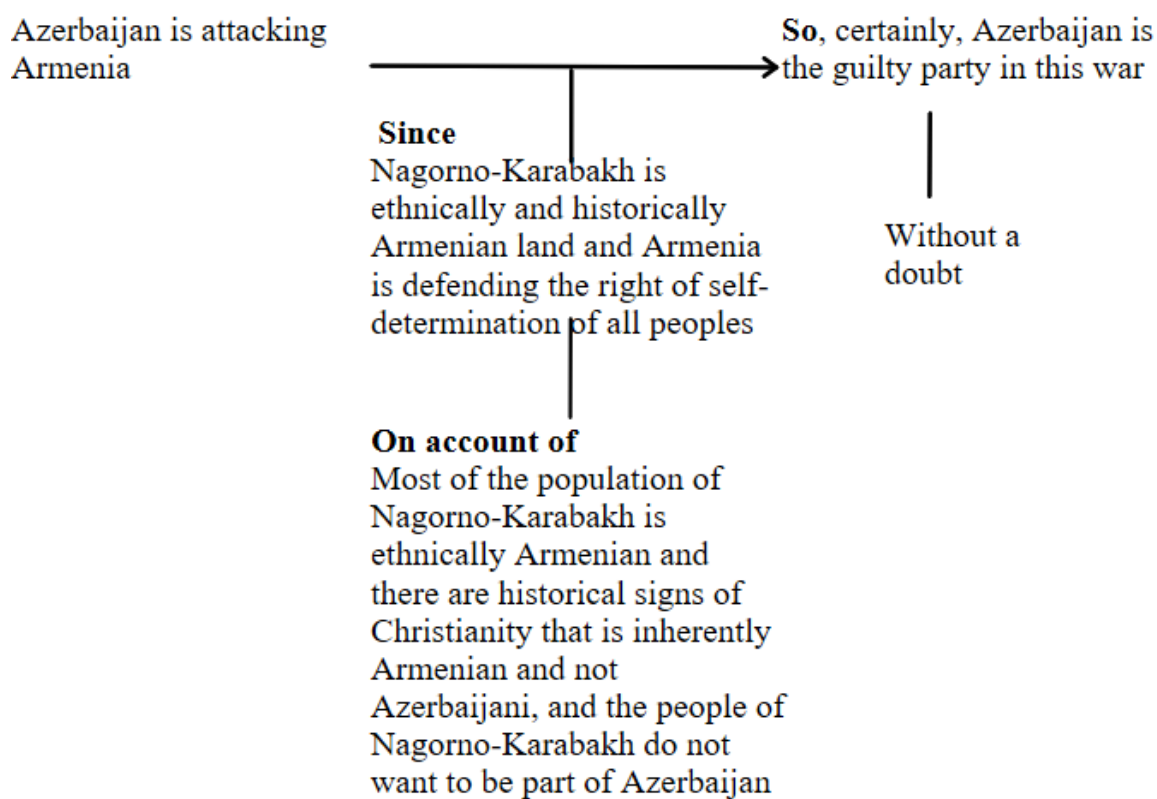 Azerbaijan is attacking
Armenia
So, certainly, Azerbaijan is
the guilty party in this war
Since
Nagorno-Karabakh is
ethnically and historically
Armenian land and Armenia
is defending the right of self-
determination of all peoples
Without a
doubt
On account of
Most of the population of
Nagorno-Karabakh is
ethnically Armenian and
there are historical signs of
Christianity that is inherently
Armenian and not
Azerbaijani, and the people of
Nagorno-Karabakh do not
want to be part of Azerbaijan